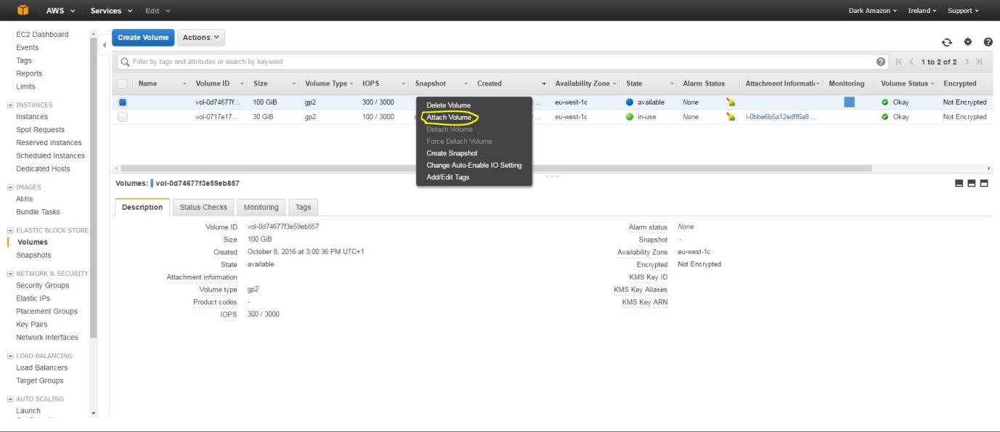 AWS Services Edit Dark Amazon Ireland Support
EC2 Dashboard
Events
Tags
Reports
Limits
INSTANCES
Instances
Spot Requests
Reserved Instances
Scheduled Instances
Dedicated Hosts
IMAGES
AMIs
Bundle Tasks
ELASTIC BLOCK STORE
Volumes
Snapshots
NETWORK & SECURITY
Security Groups
Elastic IPs
Placement Groups
Key Pairs
Network Interfaces
LOAD BALANCING
Load Balancers
Target Groups
AUTO SCALING
Launch
Create Volume Actions
Filter by tags and attributes or search by keyword 1 to 2 of 2
Name Volume ID Size Volume Type IOPS Snapshot Created Availability Zone State Alarm Status Attachment Informati Monitoring Volume Status Encrypted
vol-0d74677f... 100 GiB gp2 300 / 3000 ... eu-west-1c available None Okay Not Encrypted
vol-0717e17... 30 GiB gp2 100 / 3000 s ... eu-west-1c in-use None i-0bbe6b5a12edff6a8 ... Okay Not Encrypted
Delete Volume
Attach Volume
Detach Volume
Force Detach Volume
Create Snapshot
Change Auto-Enable IO Setting
Add/Edit Tags
Volumes: vol-0d74677f3e59eb857
Description Status Checks Monitoring Tags
Volume ID vol-0d74677f3e59eb857
Size 100 GiB
Created October 8, 2016 at 3:00:36 PM UTC+1
State available
Attachment information
Volume type gp2
Product codes -
IOPS 300 / 3000
Alarm status None
Snapshot -
Availability Zone eu-west-1c
Encrypted Not Encrypted
KMS Key ID
KMS Key Aliases
KMS Key ARN